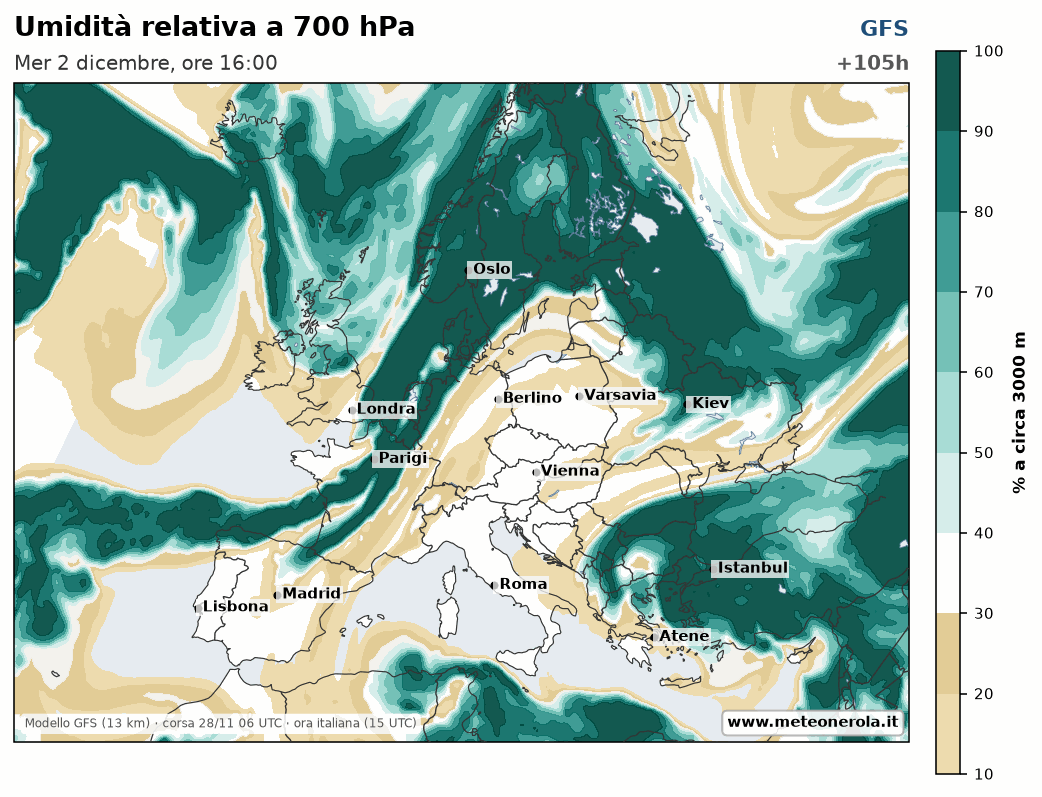 Umidità relativa a 700 hPa
GFS
Mer 2 dicembre, ore 16:00
+105h
100
90
80
70
60
50
40
30
20
10
% a circa 3000 m
Oslo
Londra
Berlino
Varsavia
Kiev
Parigi
Vienna
Istanbul
Roma
Madrid
Lisbona
Atene
Modello GFS (13 km) · corsa 28/11 06 UTC · ora italiana (15 UTC)
www.meteonerola.it